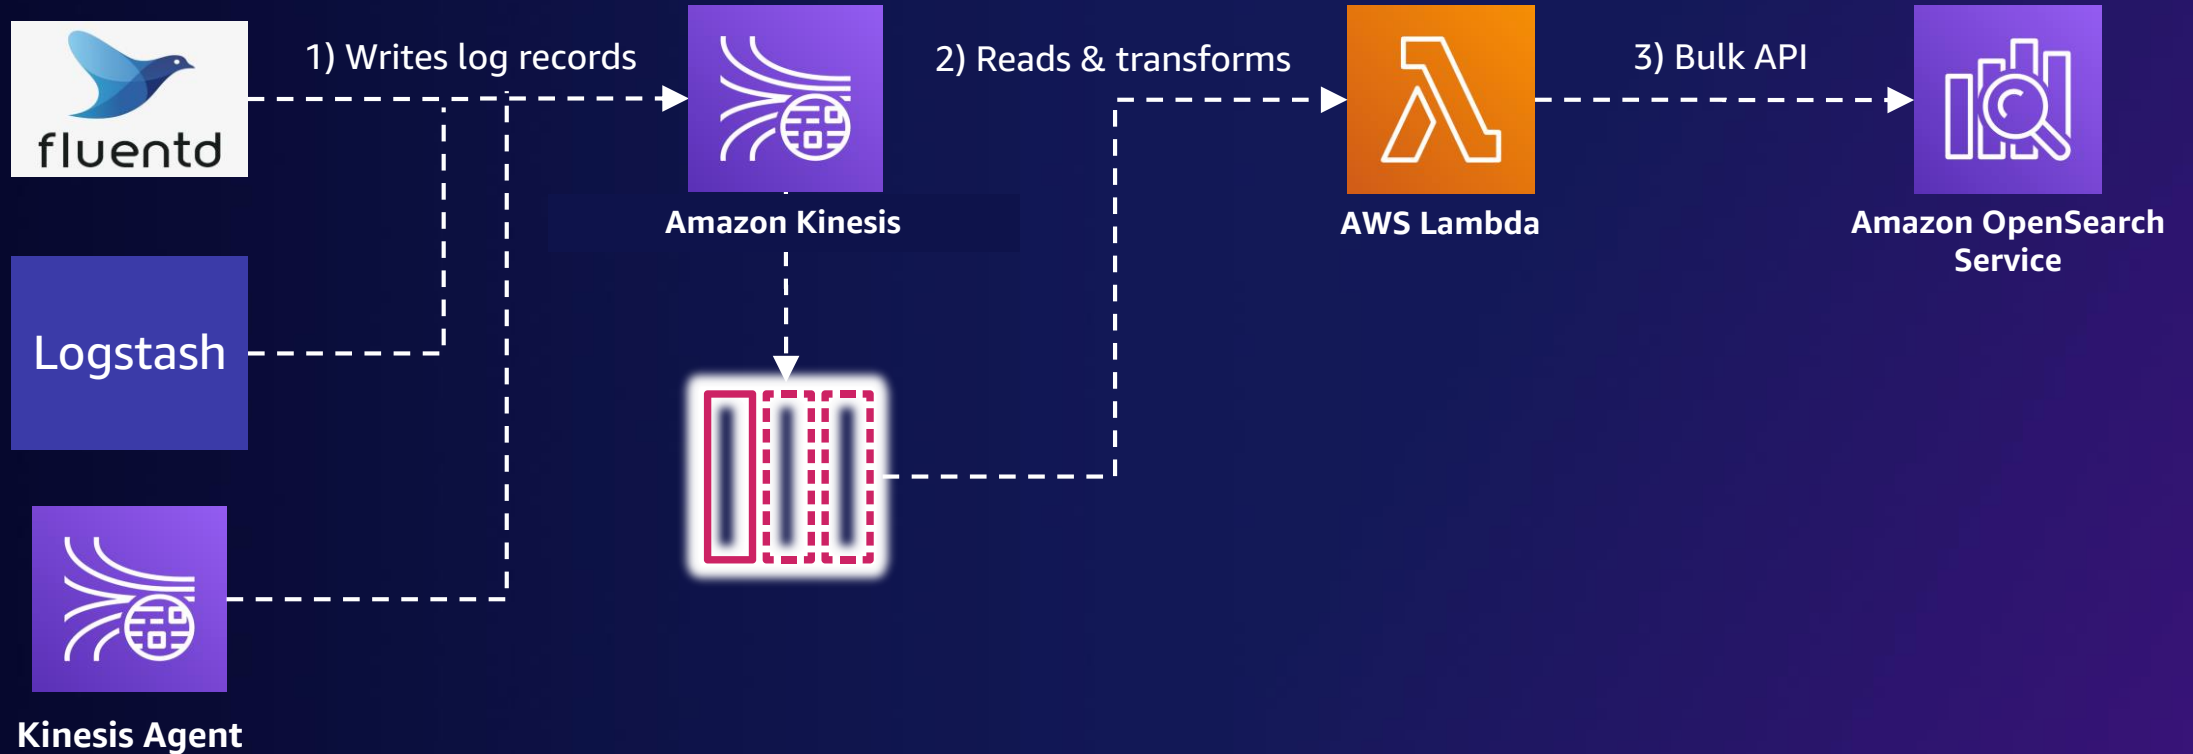 fluentd
1) Writes log records
2) Reads & transforms
3) Bulk API
Amazon Kinesis
AWS Lambda
Amazon OpenSearch
Service
Logstash
Kinesis Agent